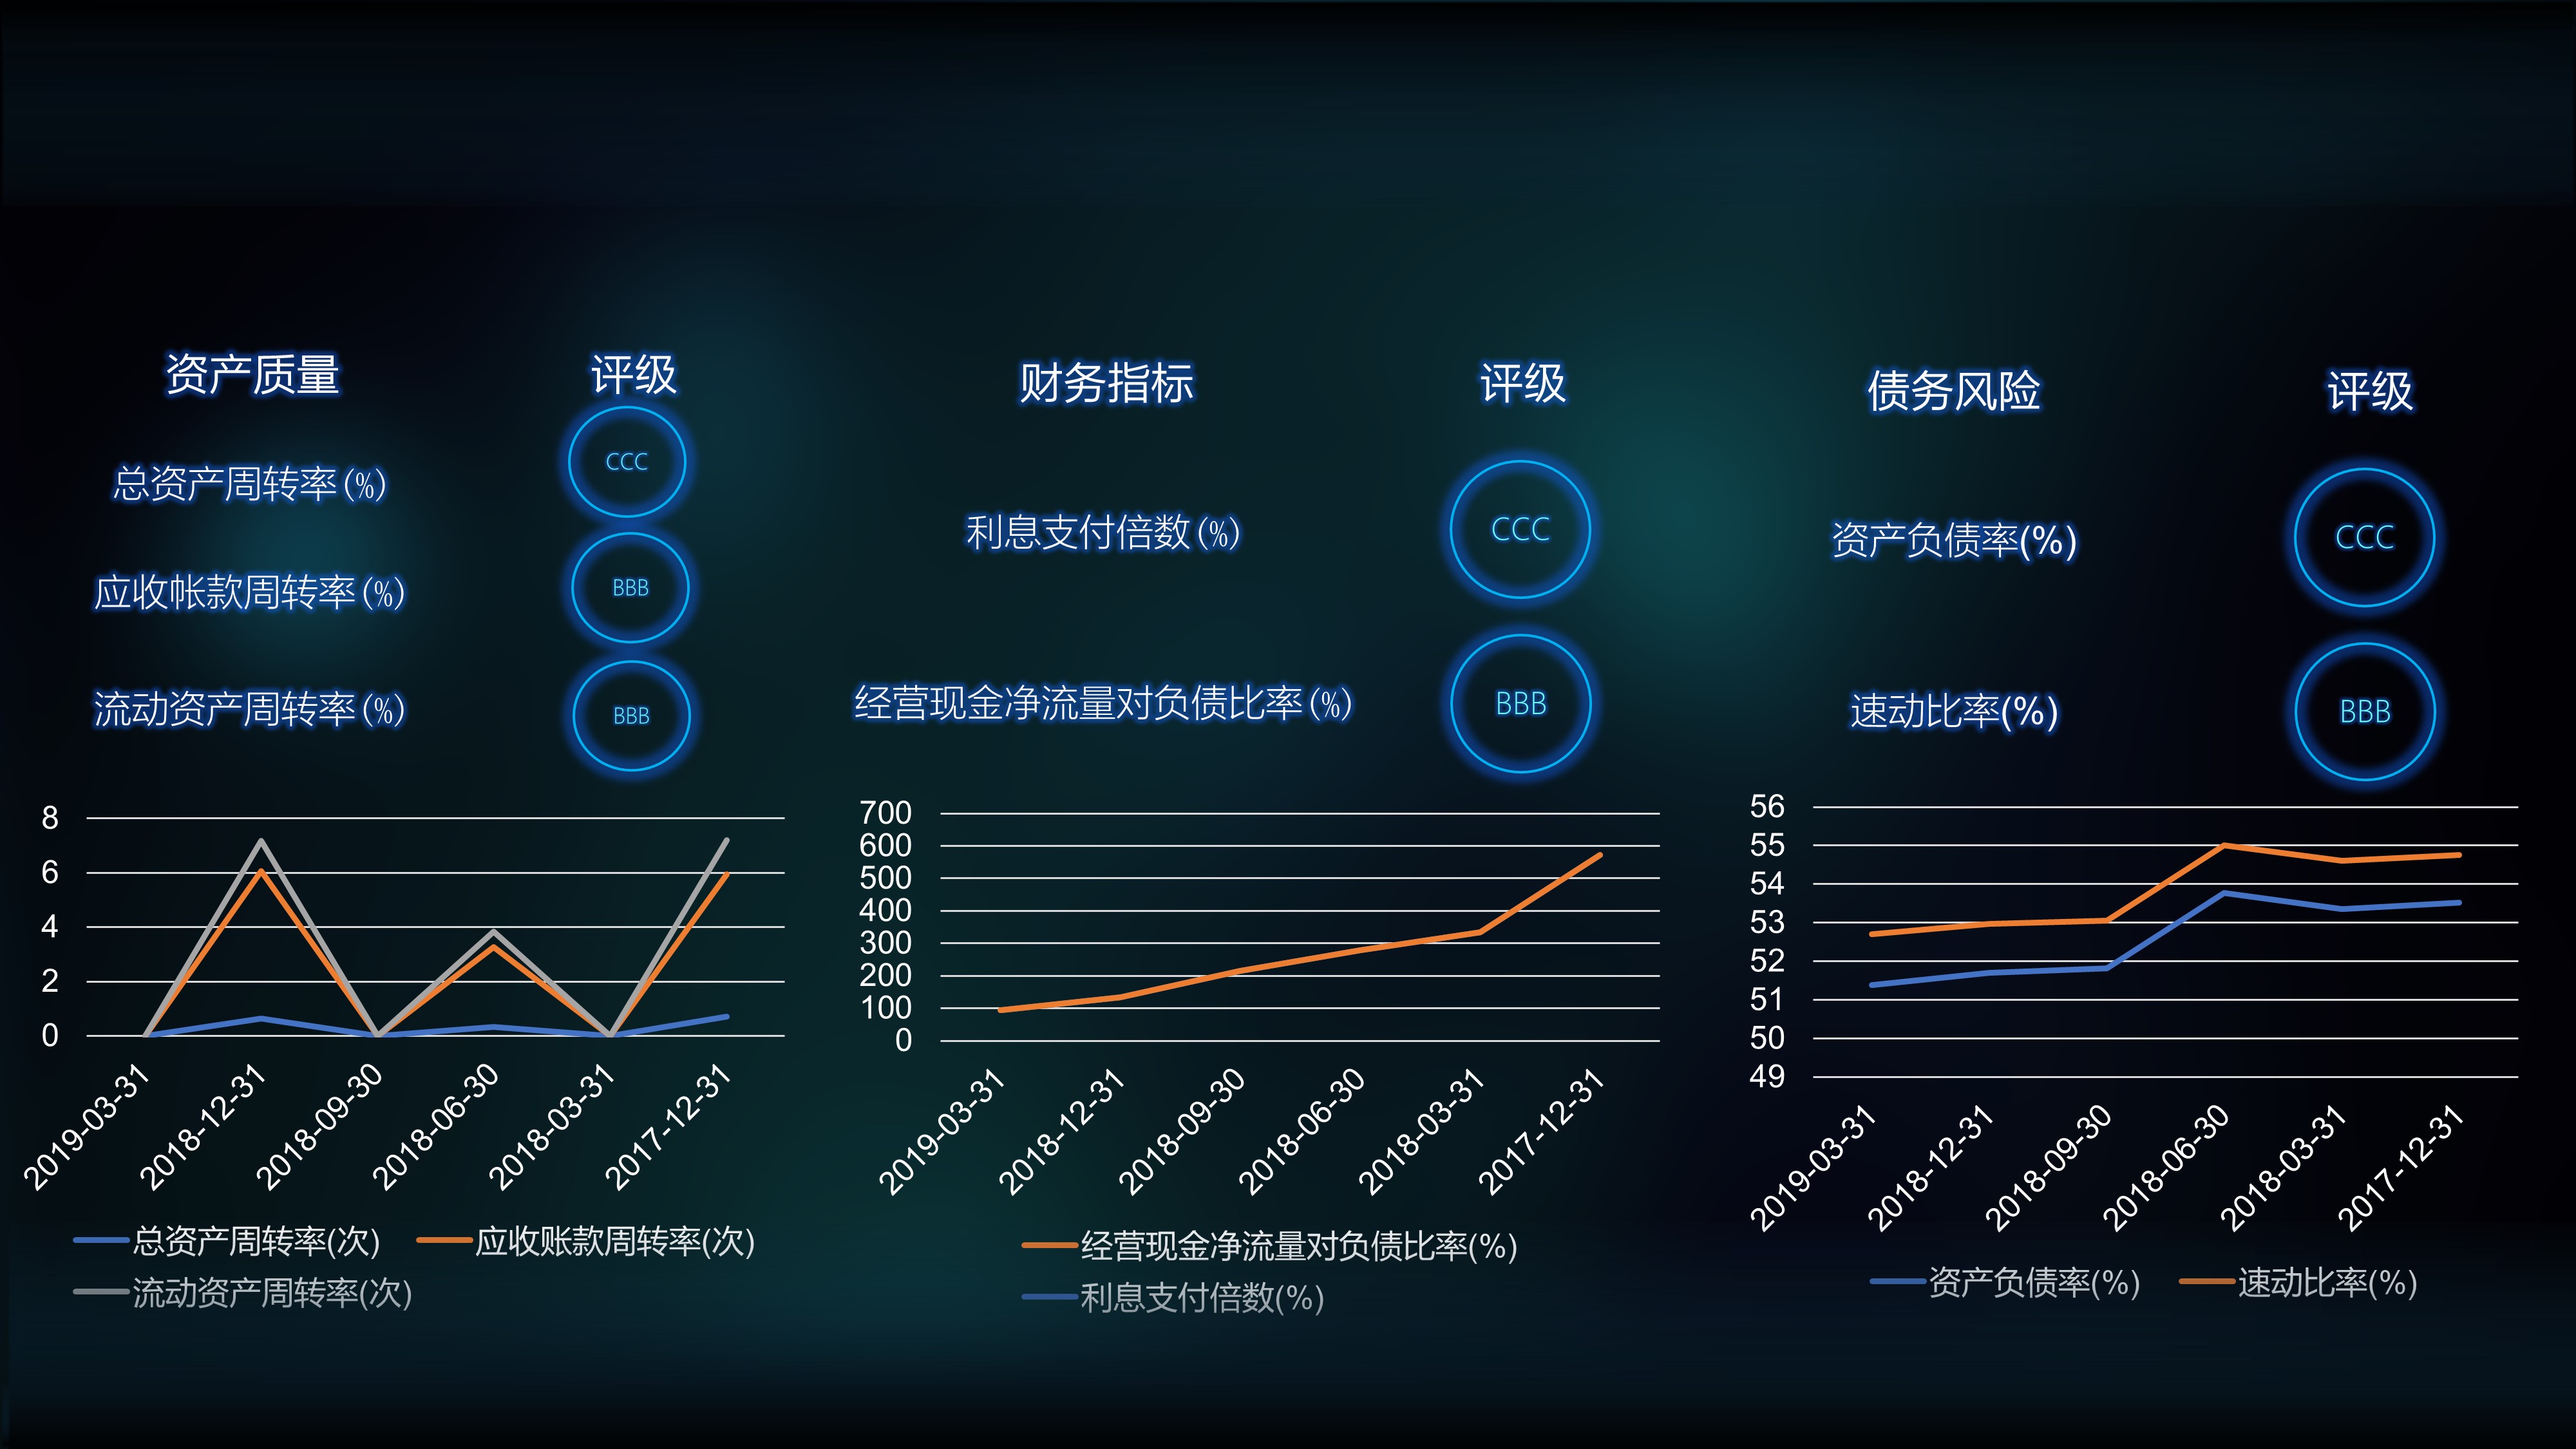 资产质量
评级
总资产周转率(%)
CCC
应收帐款周转率(%)
BBB
流动资产周转率(%)
BBB
8
6
4
2
0
2019-03-31
2018-12-31
2018-09-30
2018-06-30
2018-03-31
2017-12-31
总资产周转率(次)
应收账款周转率(次)
流动资产周转率(次)
财务指标
评级
利息支付倍数(%)
CCC
经营现金净流量对负债比率(%)
BBB
700
600
500
400
300
200
100
0
2019-03-31
2018-12-31
2018-09-30
2018-06-30
2018-03-31
2017-12-31
经营现金净流量对负债比率(%)
利息支付倍数(%)
债务风险
评级
资产负债率(%)
CCC
速动比率(%)
BBB
56
55
54
53
52
51
50
49
2019-03-31
2018-12-31
2018-09-30
2018-06-30
2018-03-31
2017-12-31
资产负债率(%)
速动比率(%)